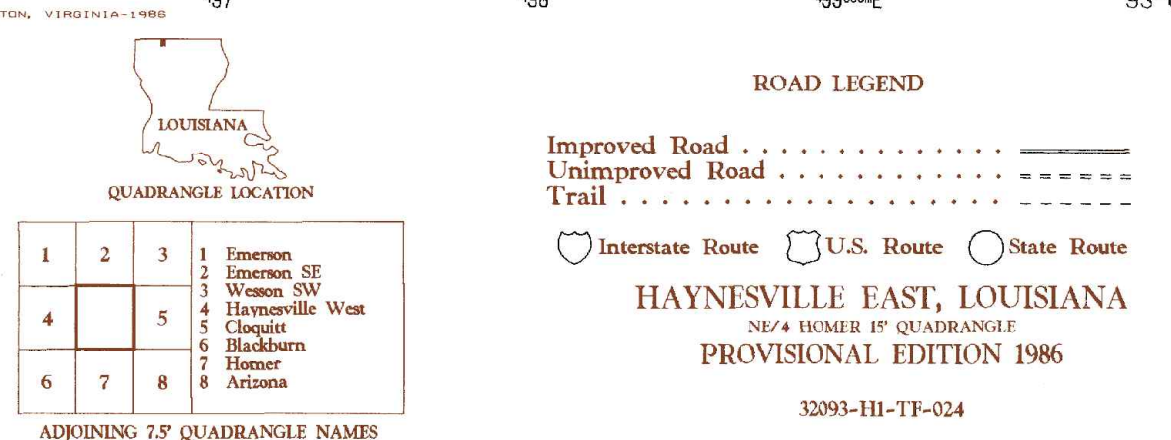 TON, VIRGINIA-1986
LOUISIANA
QUADRANGLE LOCATION
1 2 3
4 5
6 7 8
1 Emerson
2 Emerson SE
3 Wesson SW
4 Haynesville West
5 Cloquitt
6 Blackburn
7 Homer
8 Arizona
ADJOINING 7.5' QUADRANGLE NAMES
ROAD LEGEND
Improved Road . . . . . . . . . . . . . .
Unimproved Road . . . . . . . . . . . .
Trail . . . . . . . . . . . . . . . . . . .
Interstate Route U.S. Route State Route
HAYNESVILLE EAST, LOUISIANA
NE/4 HOMER 15' QUADRANGLE
PROVISIONAL EDITION 1986
32093-H1-TF-024